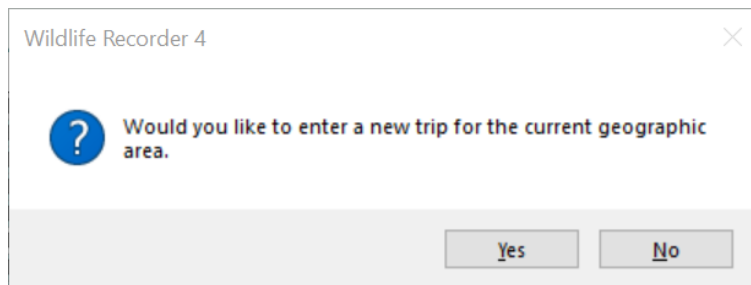 Wildlife Recorder 4
?
Would you like to enter a new trip for the current geographic
area.
Yes
No